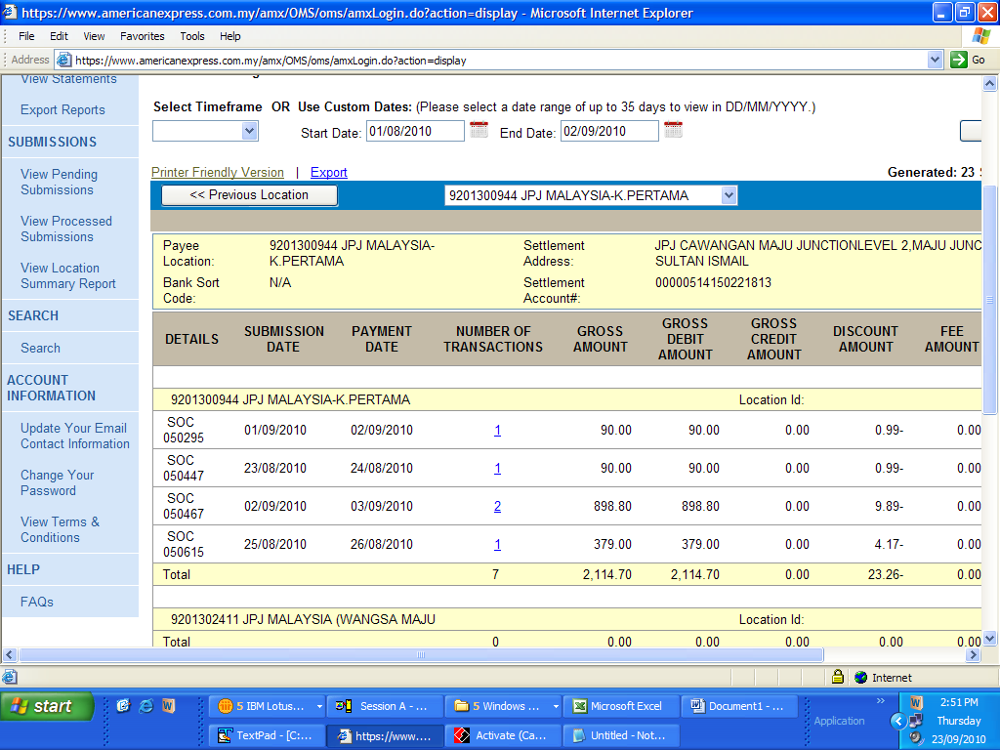 https://www.americanexpress.com.my/amx/OMS/oms/amxLogin.do?action=display - Microsoft Internet Explorer
File Edit View Favorites Tools Help
Address https://www.americanexpress.com.my/amx/OMS/oms/amxLogin.do?action=display Go
View Statements
Export Reports
SUBMISSIONS
View Pending
Submissions
View Processed
Submissions
View Location
Summary Report
SEARCH
Search
ACCOUNT
INFORMATION
Update Your Email
Contact Information
Change Your
Password
View Terms &
Conditions
HELP
FAQs
Select Timeframe OR Use Custom Dates: (Please select a date range of up to 35 days to view in DD/MM/YYYY.)
Start Date: 01/08/2010 End Date: 02/09/2010
Printer Friendly Version | Export Generated: 23
<< Previous Location 9201300944 JPJ MALAYSIA-K.PERTAMA
Payee 9201300944 JPJ MALAYSIA- Settlement JPJ CAWANGAN MAJU JUNCTIONLEVEL 2,MAJU JUNC
Location: K.PERTAMA Address: SULTAN ISMAIL
Bank Sort N/A Settlement 00000514150221813
Code: Account#:
DETAILS SUBMISSION DATE PAYMENT DATE NUMBER OF TRANSACTIONS GROSS AMOUNT GROSS DEBIT AMOUNT GROSS CREDIT AMOUNT DISCOUNT AMOUNT FEE AMOUNT
9201300944 JPJ MALAYSIA-K.PERTAMA Location Id:
SOC 050295 01/09/2010 02/09/2010 1 90.00 90.00 0.00 0.99- 0.00
SOC 050447 23/08/2010 24/08/2010 1 90.00 90.00 0.00 0.99- 0.00
SOC 050467 02/09/2010 03/09/2010 2 898.80 898.80 0.00 9.89- 0.00
SOC 050615 25/08/2010 26/08/2010 1 379.00 379.00 0.00 4.17- 0.00
Total 7 2,114.70 2,114.70 0.00 23.26- 0.00
9201302411 JPJ MALAYSIA (WANGSA MAJU Location Id:
Total 0 0.00 0.00 0.00 0.00 0.00
Internet
start 5 IBM Lotus... Session A - ... 5 Windows ... Microsoft Excel Document1 - ... 2:51 PM
Application Thursday
TextPad - [C:... https://www.... Activate (Ca... Untitled - Not... 23/09/2010